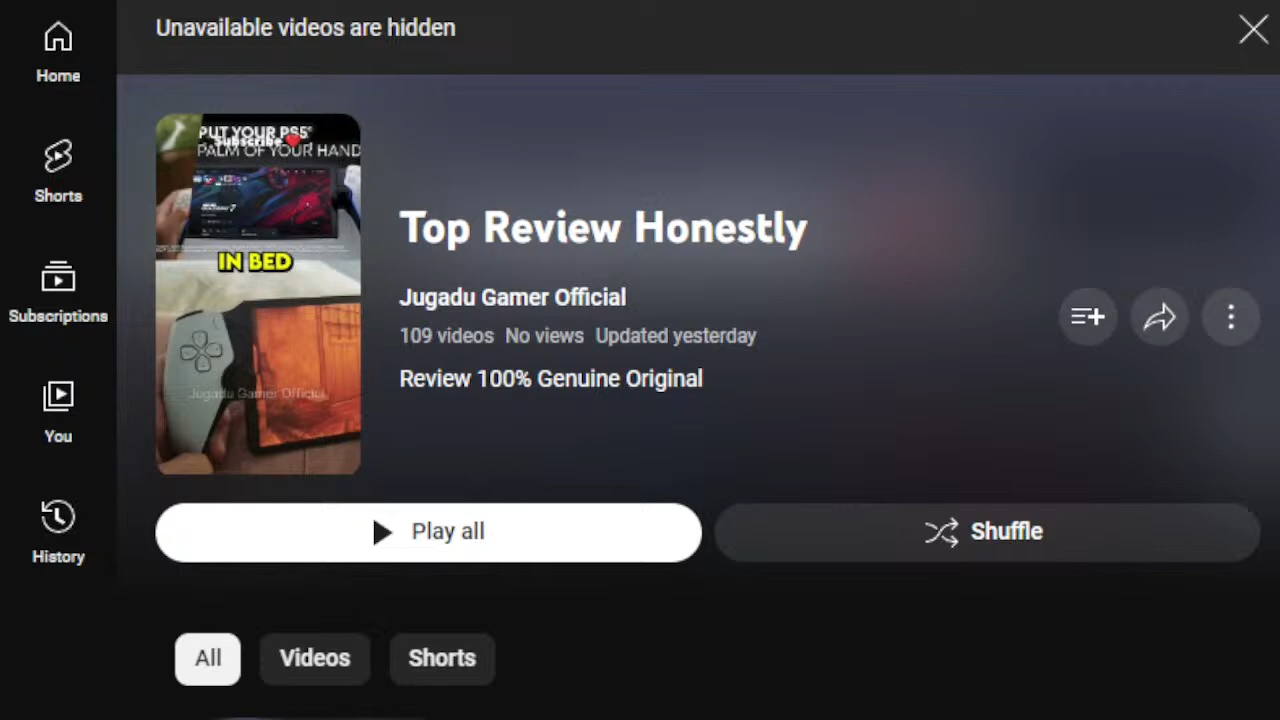 Unavailable videos are hidden
Home
Shorts
Subscriptions
You
History
PUT YOUR PS5
Subscribe
PALM OF YOUR HAND
IN BED
Jugadu Gamer Official
Top Review Honestly
Jugadu Gamer Official
109 videos No views Updated yesterday
Review 100% Genuine Original
Play all
Shuffle
All
Videos
Shorts